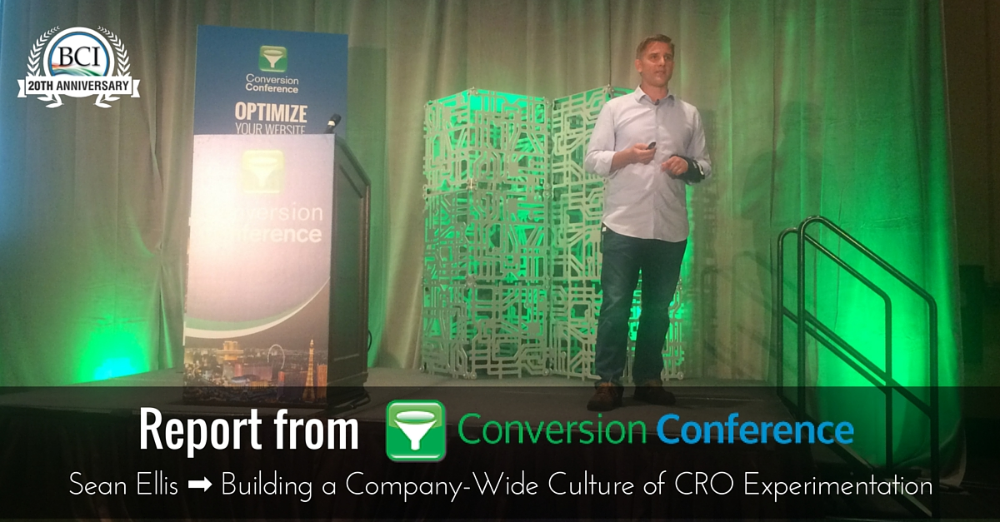 BCI
20TH ANNIVERSARY
Conversion
Conference
OPTIMIZE
YOUR WEBSITE
Conversion
Conference
Report from Conversion Conference
Sean Ellis ➡ Building a Company-Wide Culture of CRO Experimentation